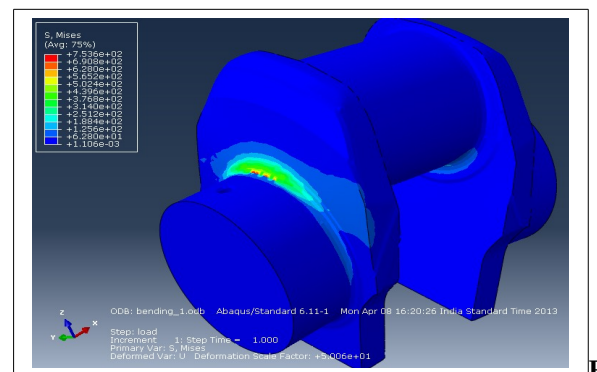 S, Mises
(Avg: 75%)
+7.536e+02
+6.908e+02
+6.280e+02
+5.652e+02
+5.024e+02
+4.396e+02
+3.768e+02
+3.140e+02
+2.512e+02
+1.884e+02
+1.256e+02
+6.280e+01
+1.106e-03
Z
X
Y
ODB: bending_1.odb Abaqus/Standard 6.11-1 Mon Apr 08 16:20:26 India Standard Time 2013
Step: load
Increment 1: Step Time = 1.000
Primary Var: S, Mises
Deformed Var: U Deformation Scale Factor: +5.006e+01